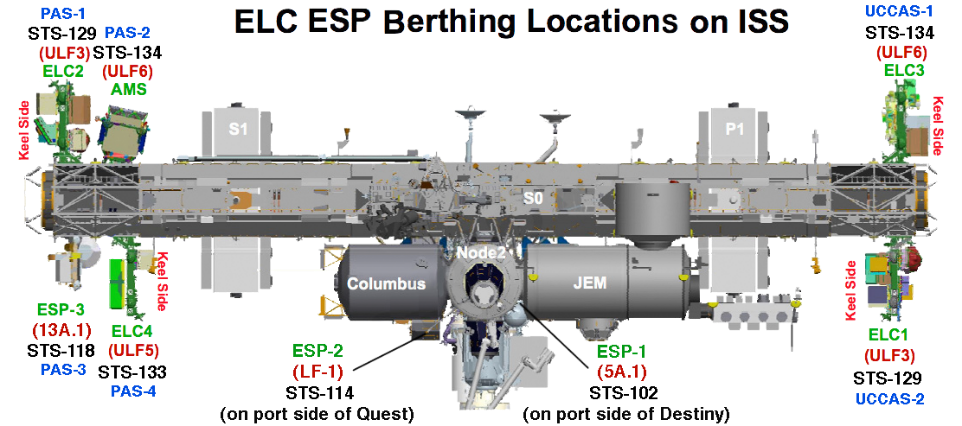 ELC ESP Berthing Locations on ISS
PAS-1
STS-129
(ULF3)
ELC2
PAS-2
STS-134
(ULF6)
AMS
UCCAS-1
STS-134
(ULF6)
ELC3
Keel Side
Keel Side
S1
P1
S0
Node2
Columbus
JEM
Keel Side
Keel Side
ESP-3
(13A.1)
STS-118
PAS-3
ELC4
(ULF5)
STS-133
PAS-4
ESP-2
(LF-1)
STS-114
(on port side of Quest)
ESP-1
(5A.1)
STS-102
(on port side of Destiny)
ELC1
(ULF3)
STS-129
UCCAS-2